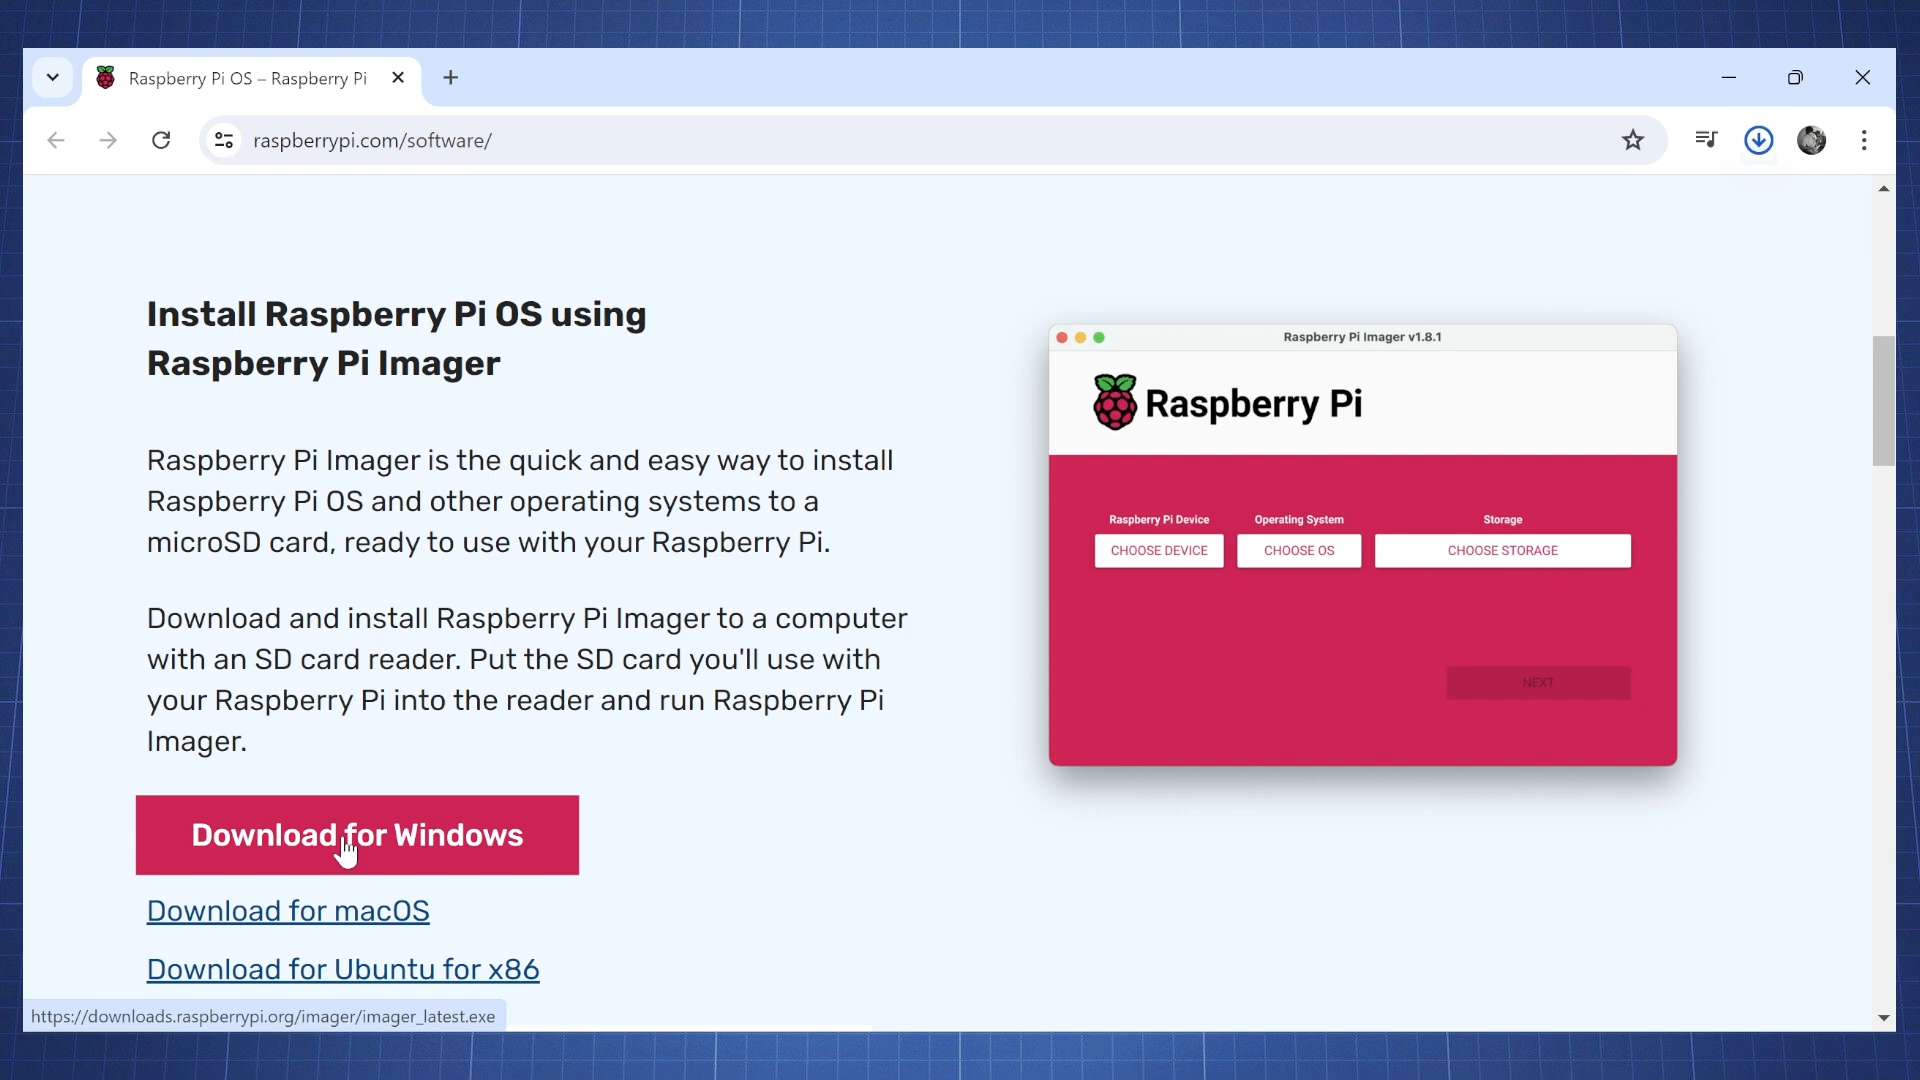 Raspberry Pi OS – Raspberry Pi
raspberrypi.com/software/
Install Raspberry Pi OS using
Raspberry Pi Imager
Raspberry Pi Imager is the quick and easy way to install
Raspberry Pi OS and other operating systems to a
microSD card, ready to use with your Raspberry Pi.
Download and install Raspberry Pi Imager to a computer
with an SD card reader. Put the SD card you'll use with
your Raspberry Pi into the reader and run Raspberry Pi
Imager.
Download for Windows
Download for macOS
Download for Ubuntu for x86
Raspberry Pi Imager v1.8.1
Raspberry Pi
Raspberry Pi Device Operating System Storage
CHOOSE DEVICE CHOOSE OS CHOOSE STORAGE
NEXT
https://downloads.raspberrypi.org/imager/imager_latest.exe